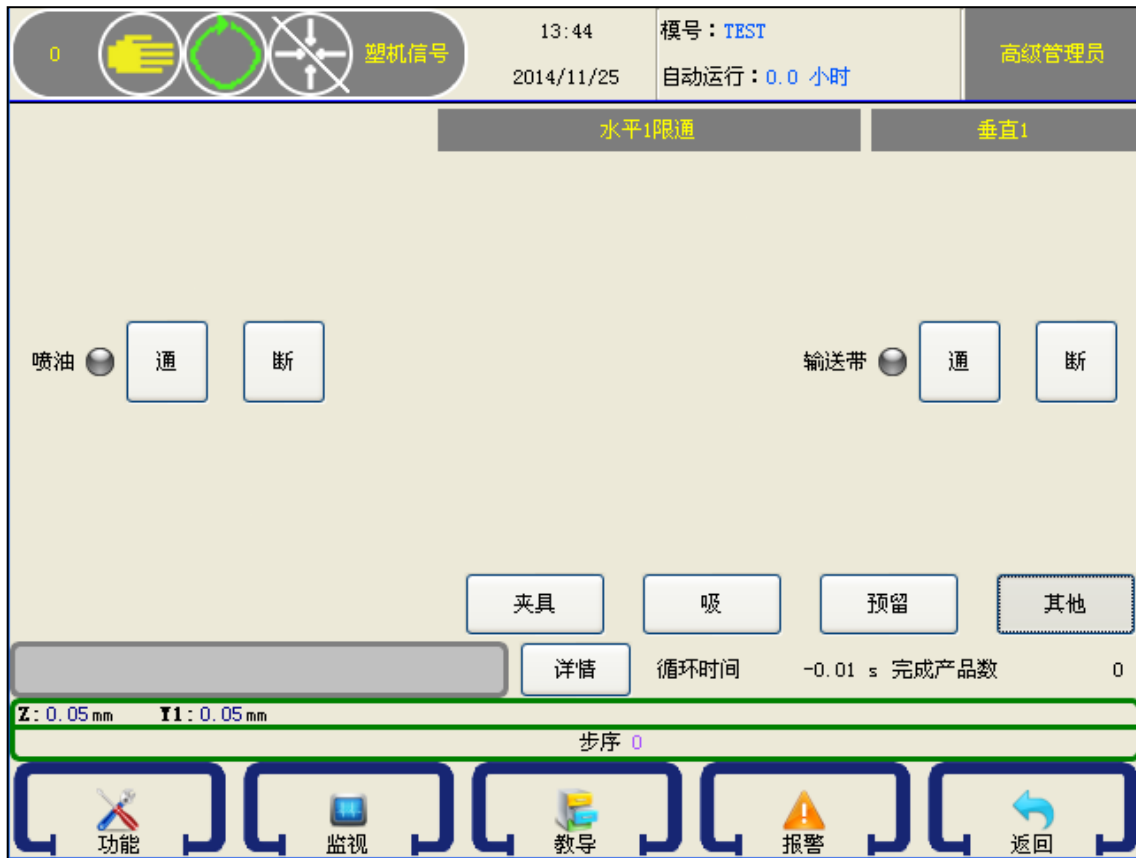 0 塑机信号 13:44 模号：TEST 高级管理员
2014/11/25 自动运行：0.0 小时
水平1限通 垂直1
喷油 通 断 输送带 通 断
夹具 吸 预留 其他
详情 循环时间 -0.01 s 完成产品数 0
Z:0.05mm Y1:0.05mm
步序 0
功能 监视 教导 报警 返回